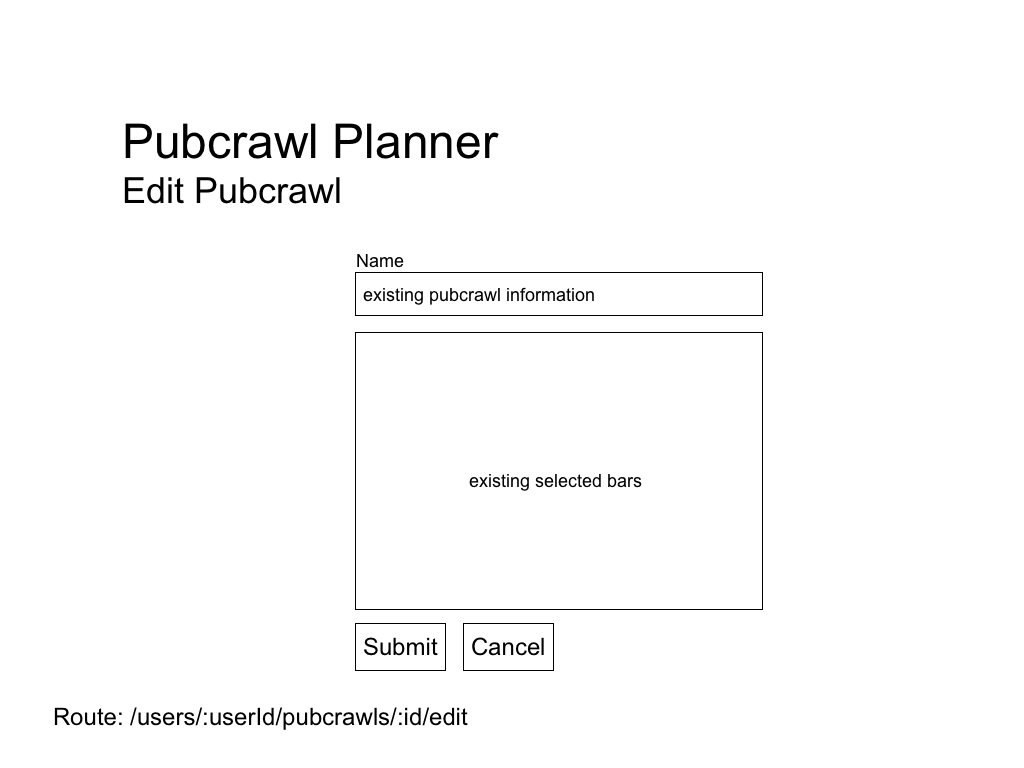 Pubcrawl Planner
Edit Pubcrawl
Name
existing pubcrawl information
existing selected bars
Submit Cancel
Route: /users/:userId/pubcrawls/:id/edit